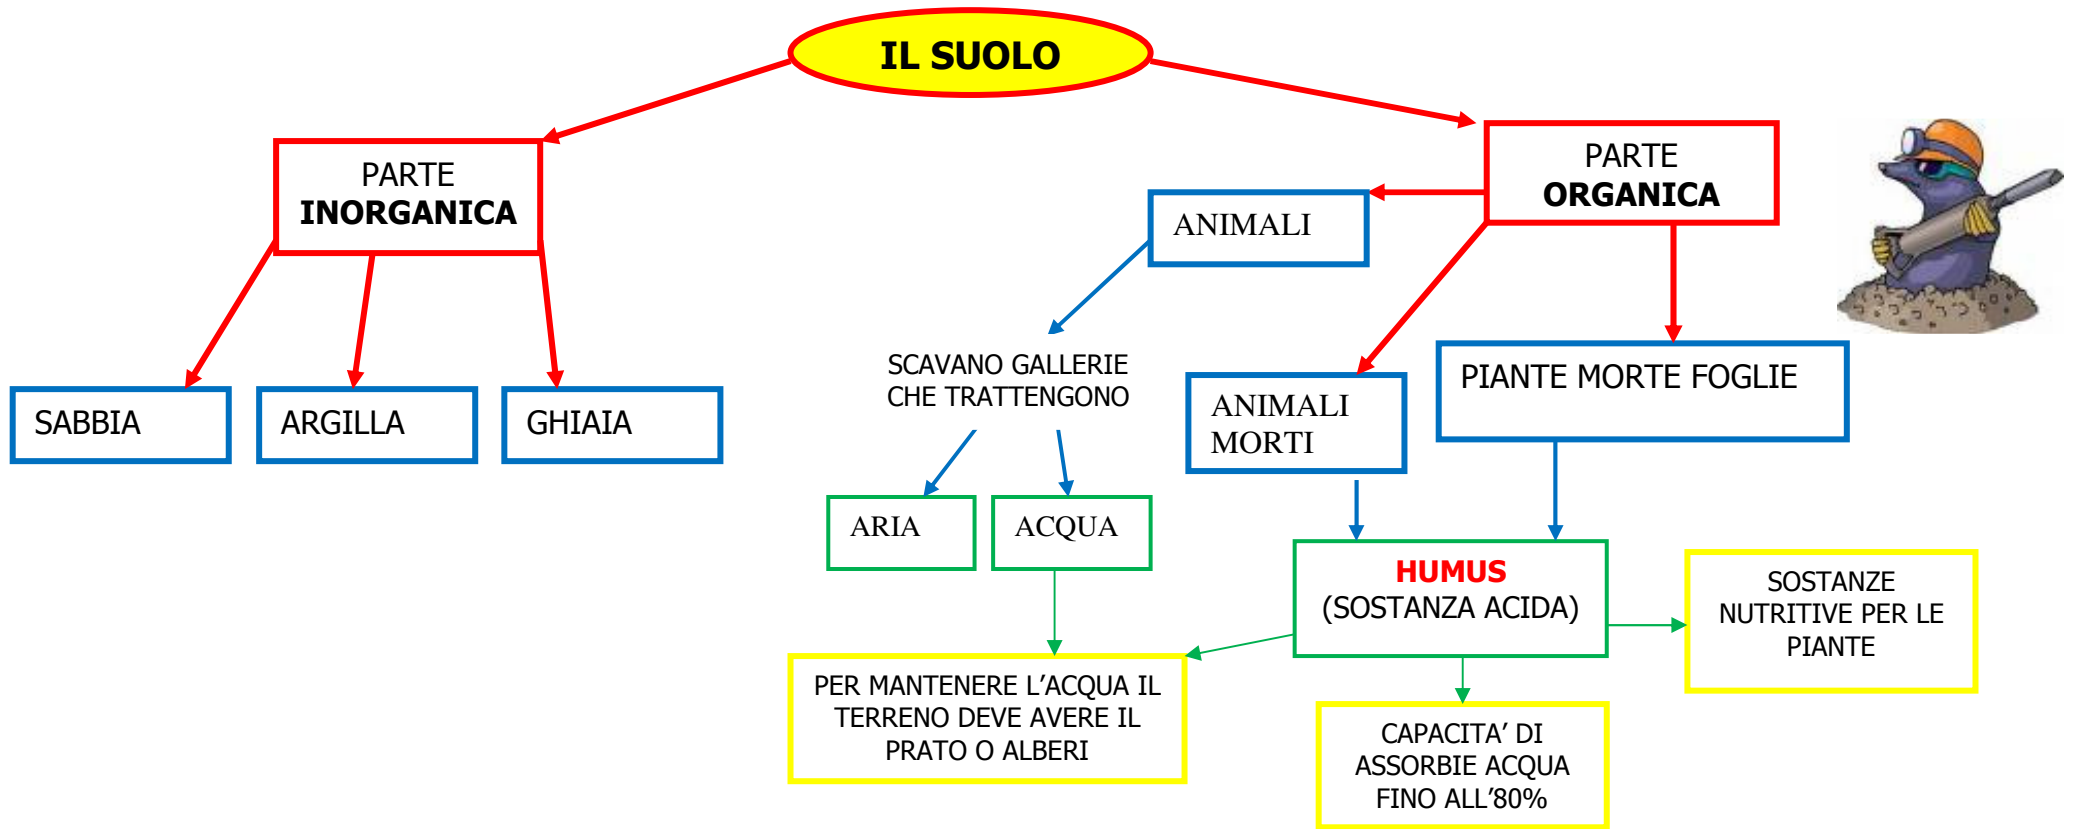 IL SUOLO
PARTE
INORGANICA
PARTE
ORGANICA
ANIMALI
SCAVANO GALLERIE
CHE TRATTENGONO
ANIMALI
MORTI
PIANTE MORTE FOGLIE
SABBIA
ARGILLA
GHIAIA
ARIA
ACQUA
HUMUS
(SOSTANZA ACIDA)
SOSTANZE
NUTRITIVE PER LE
PIANTE
PER MANTENERE L'ACQUA IL
TERRENO DEVE AVERE IL
PRATO O ALBERI
CAPACITA' DI
ASSORBIE ACQUA
FINO ALL'80%